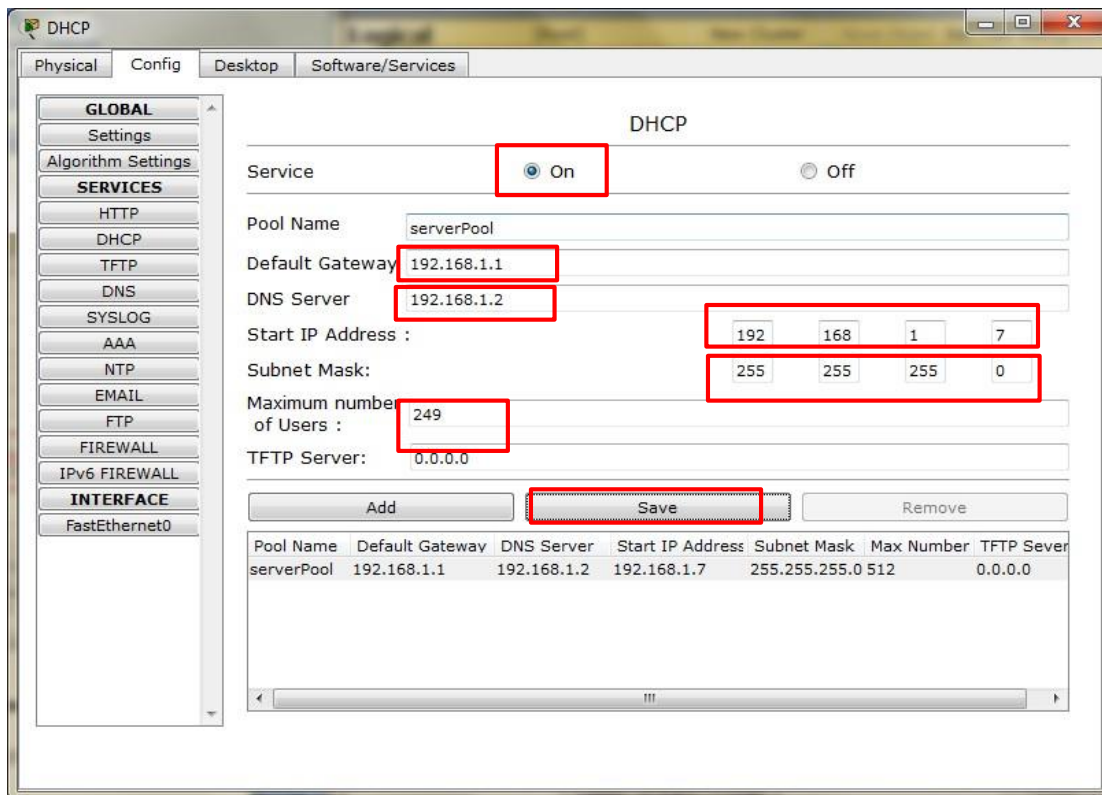 DHCP
Physical Config Desktop Software/Services
GLOBAL
Settings
Algorithm Settings
SERVICES
HTTP
DHCP
TFTP
DNS
SYSLOG
AAA
NTP
EMAIL
FTP
FIREWALL
IPv6 FIREWALL
INTERFACE
FastEthernet0
DHCP
Service On Off
Pool Name serverPool
Default Gateway 192.168.1.1
DNS Server 192.168.1.2
Start IP Address : 192 168 1 7
Subnet Mask: 255 255 255 0
Maximum number
of Users : 249
TFTP Server: 0.0.0.0
Add Save Remove
Pool Name Default Gateway DNS Server Start IP Address Subnet Mask Max Number TFTP Sever
serverPool 192.168.1.1 192.168.1.2 192.168.1.7 255.255.255.0 512 0.0.0.0